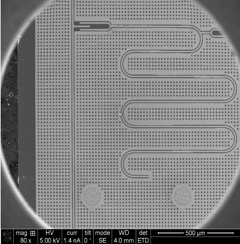 mag HV curr tilt mode WD det 500 µm
80 x 5.00 kV 1.4 nA 0 ° SE 4.0 mm ETD